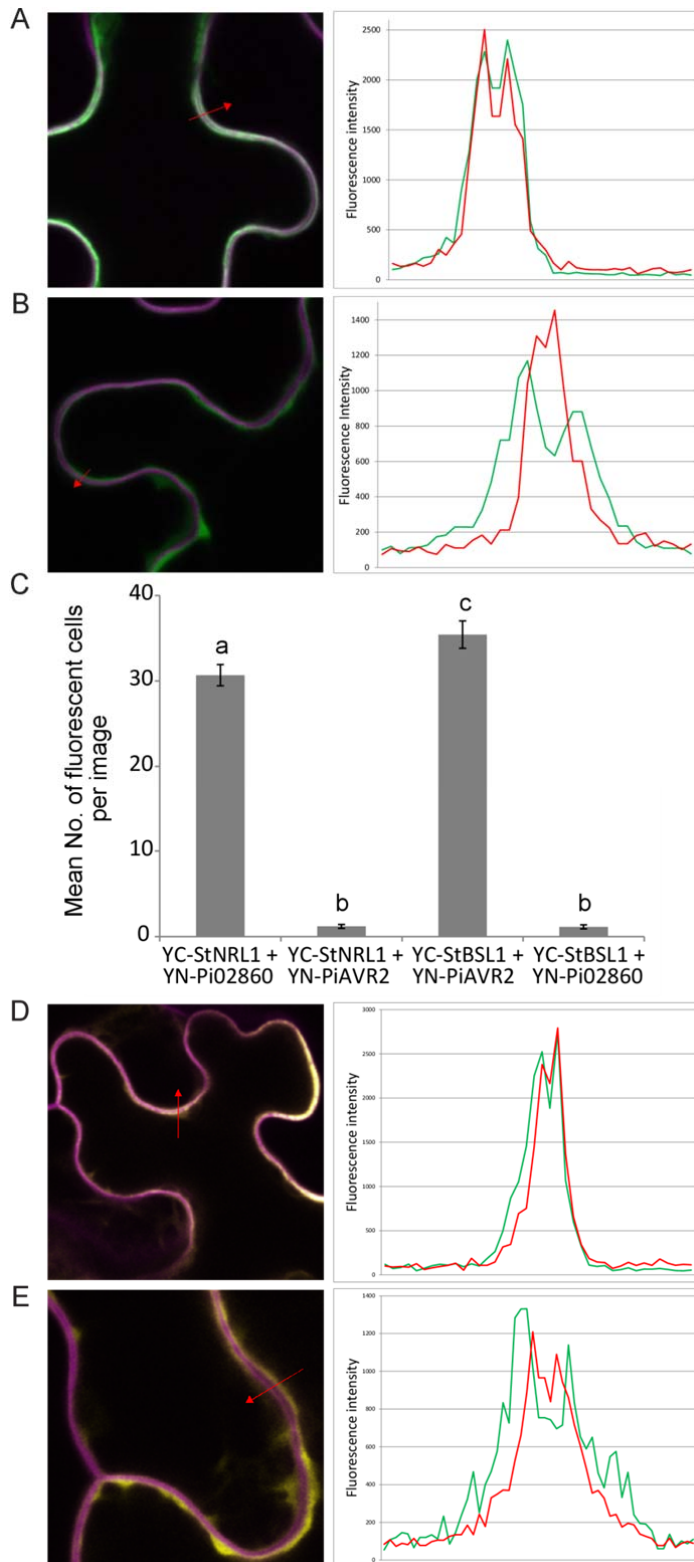 A
Fluorescence intensity
2500
2000
1500
1000
500
0
B
Fluorescence Intensity
1400
1200
1000
800
600
400
200
0
C
Mean No. of fluorescent cells
per image
40
30
20
10
0
a
b
c
b
YC-StNRL1 +
YN-Pi02860
YC-StNRL1 +
YN-PiAVR2
YC-StBSL1 +
YN-PiAVR2
YC-StBSL1 +
YN-Pi02860
D
Fluorescence intensity
3000
2500
2000
1500
1000
500
0
E
Fluorescence intensity
1400
1200
1000
800
600
400
200
0